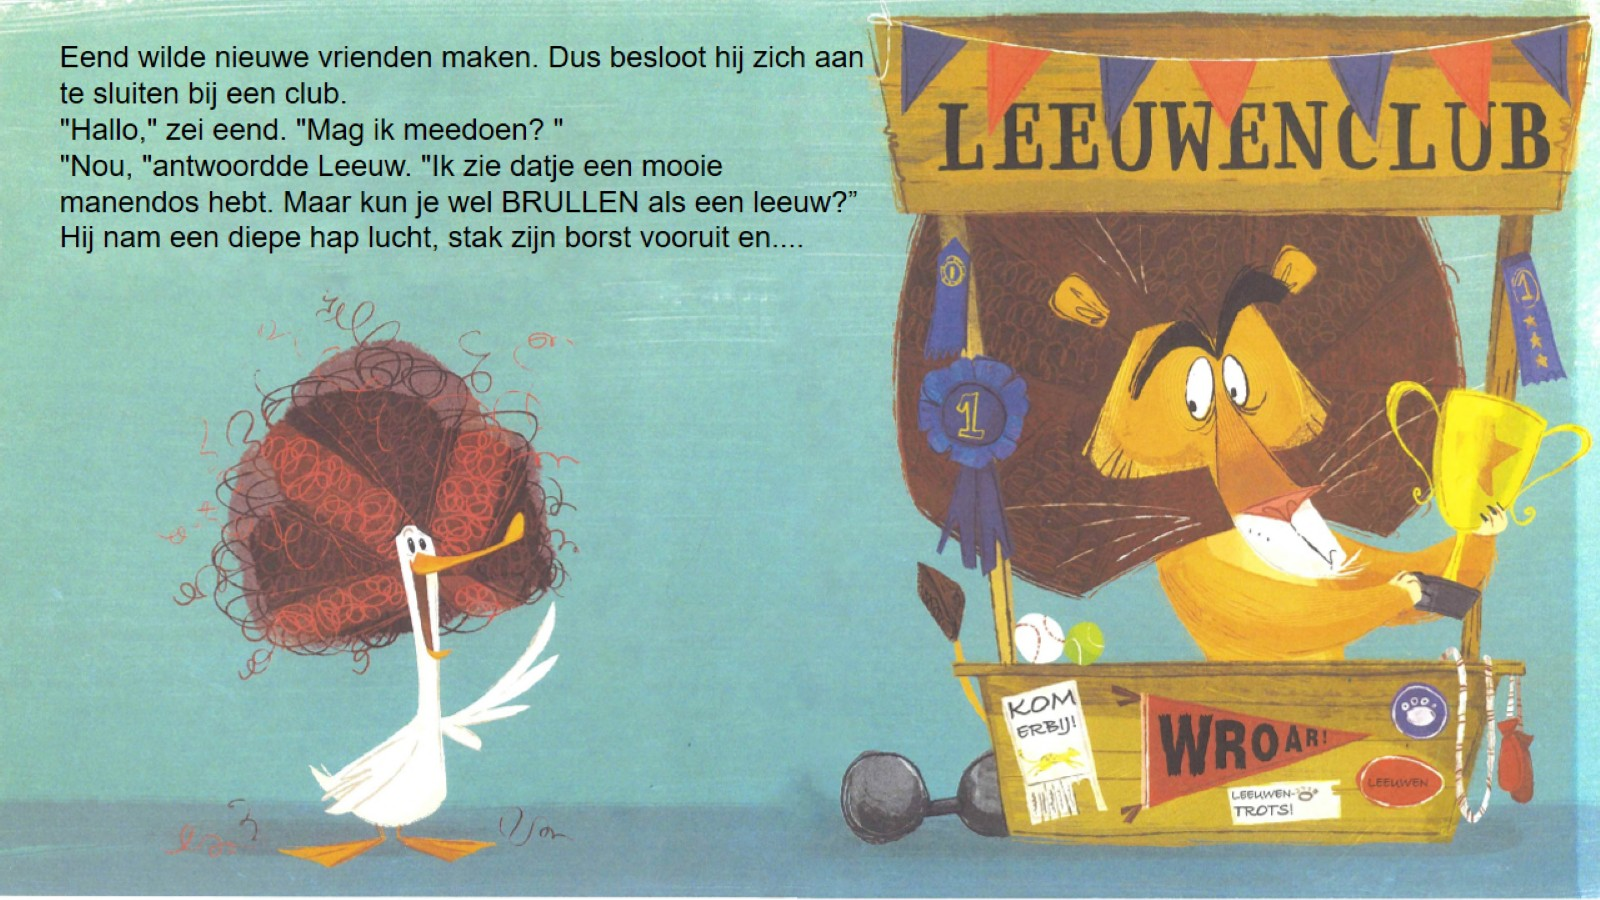 Eend wilde nieuwe vrienden maken. Dus besloot hij zich aan
te sluiten bij een club.
"Hallo," zei eend. "Mag ik meedoen? "
"Nou, "antwoordde Leeuw. "Ik zie datje een mooie
manendos hebt. Maar kun je wel BRULLEN als een leeuw?”
Hij nam een diepe hap lucht, stak zijn borst vooruit en....
LEEUWENCLUB
1
1
KOM
ERBIJ!
WROAR!
LEEUWEN-
TROTS!
LEEUWEN